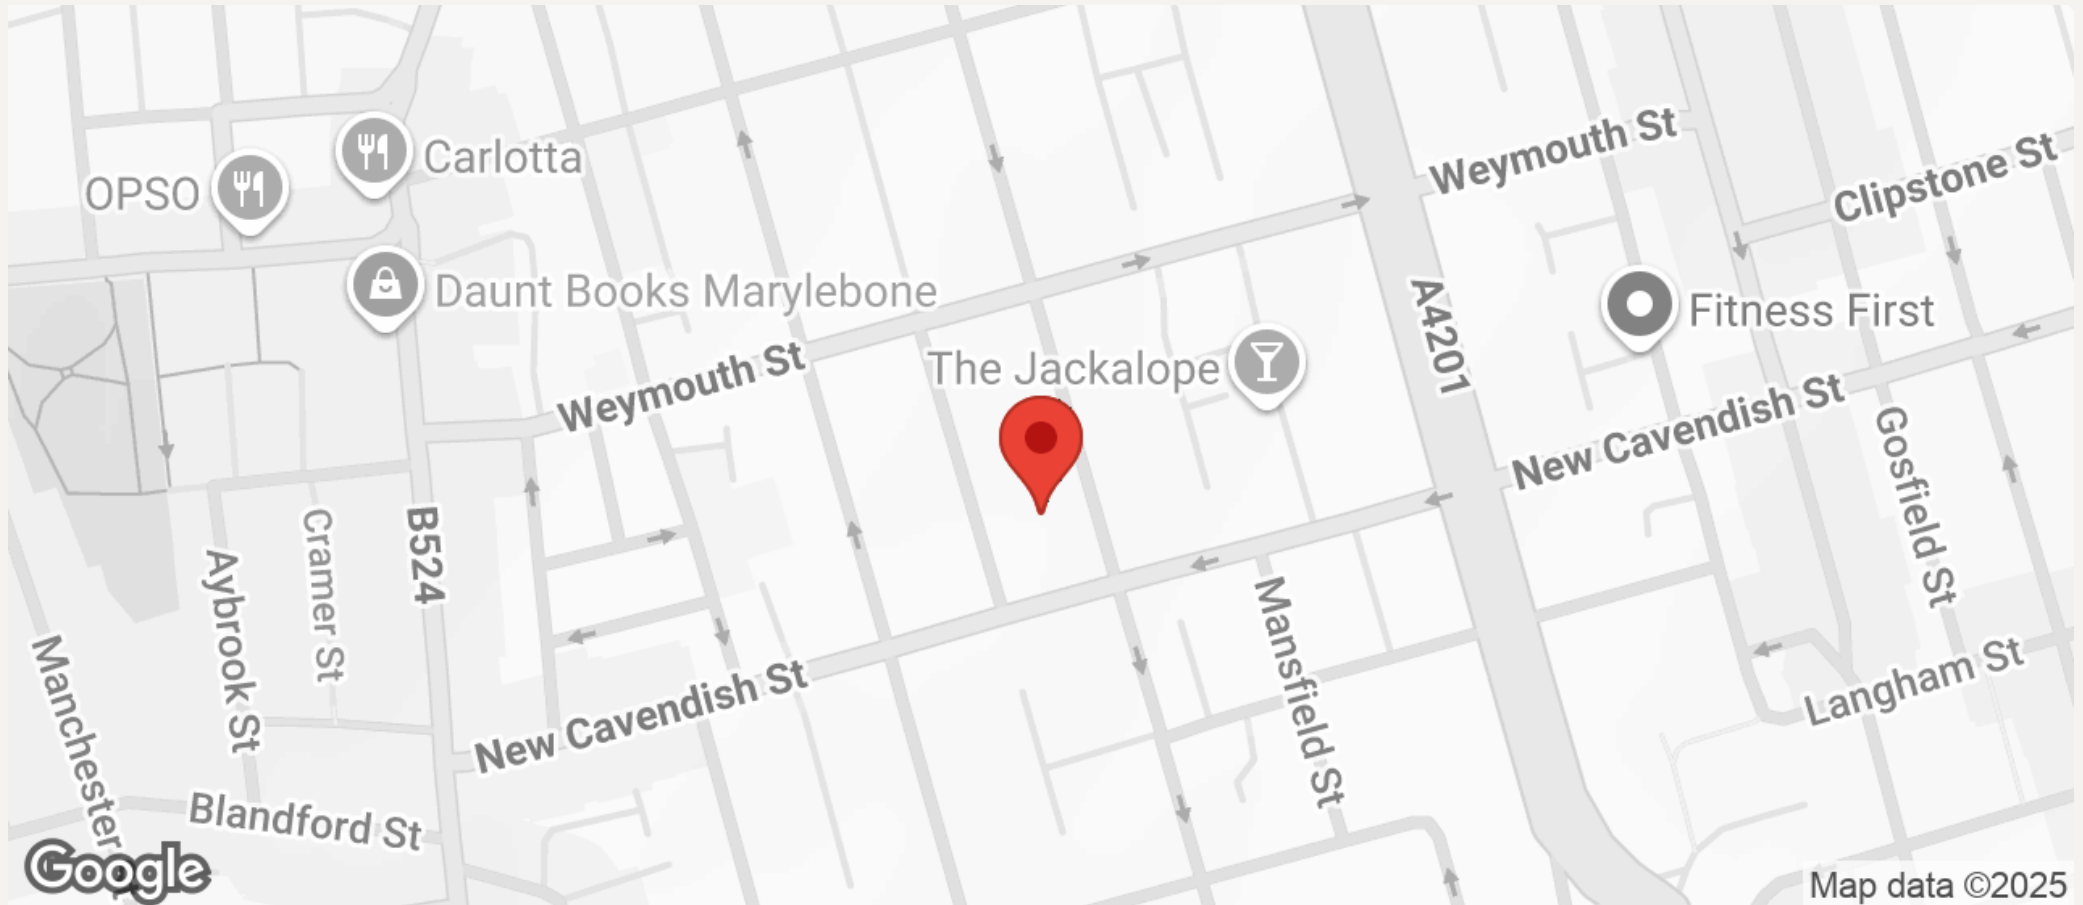 Carlotta
OPSO
Daunt Books Marylebone
Weymouth St
Clipstone St
A4201
Fitness First
The Jackalope
Weymouth St
New Cavendish St
Gosfield St
B524
Cramer St
Aybrook St
Manchester
Mansfield St
New Cavendish St
Langham St
Blandford St
Google
Map data ©2025